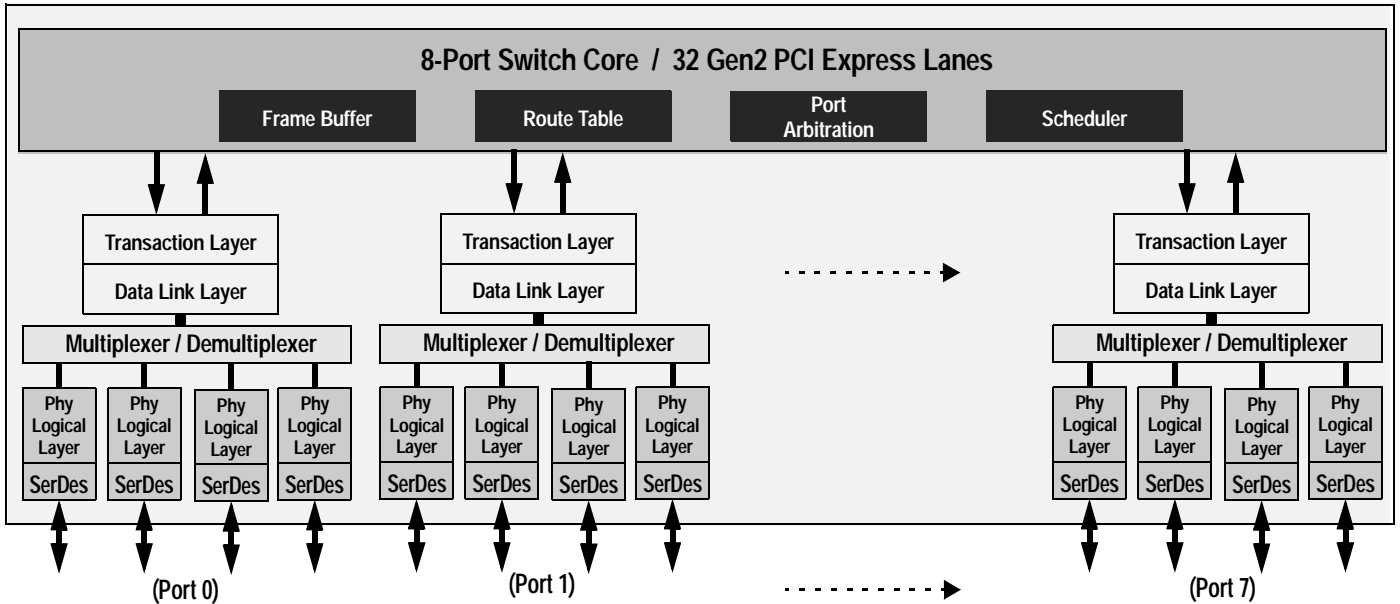 8-Port Switch Core / 32 Gen2 PCI Express Lanes
Frame Buffer
Route Table
Port
Arbitration
Scheduler
Transaction Layer
Data Link Layer
Multiplexer / Demultiplexer
Phy
Logical
Layer
SerDes
Phy
Logical
Layer
SerDes
Phy
Logical
Layer
SerDes
Phy
Logical
Layer
SerDes
(Port 0)
Transaction Layer
Data Link Layer
Multiplexer / Demultiplexer
Phy
Logical
Layer
SerDes
Phy
Logical
Layer
SerDes
Phy
Logical
Layer
SerDes
Phy
Logical
Layer
SerDes
(Port 1)
Transaction Layer
Data Link Layer
Multiplexer / Demultiplexer
Phy
Logical
Layer
SerDes
Phy
Logical
Layer
SerDes
Phy
Logical
Layer
SerDes
Phy
Logical
Layer
SerDes
(Port 7)